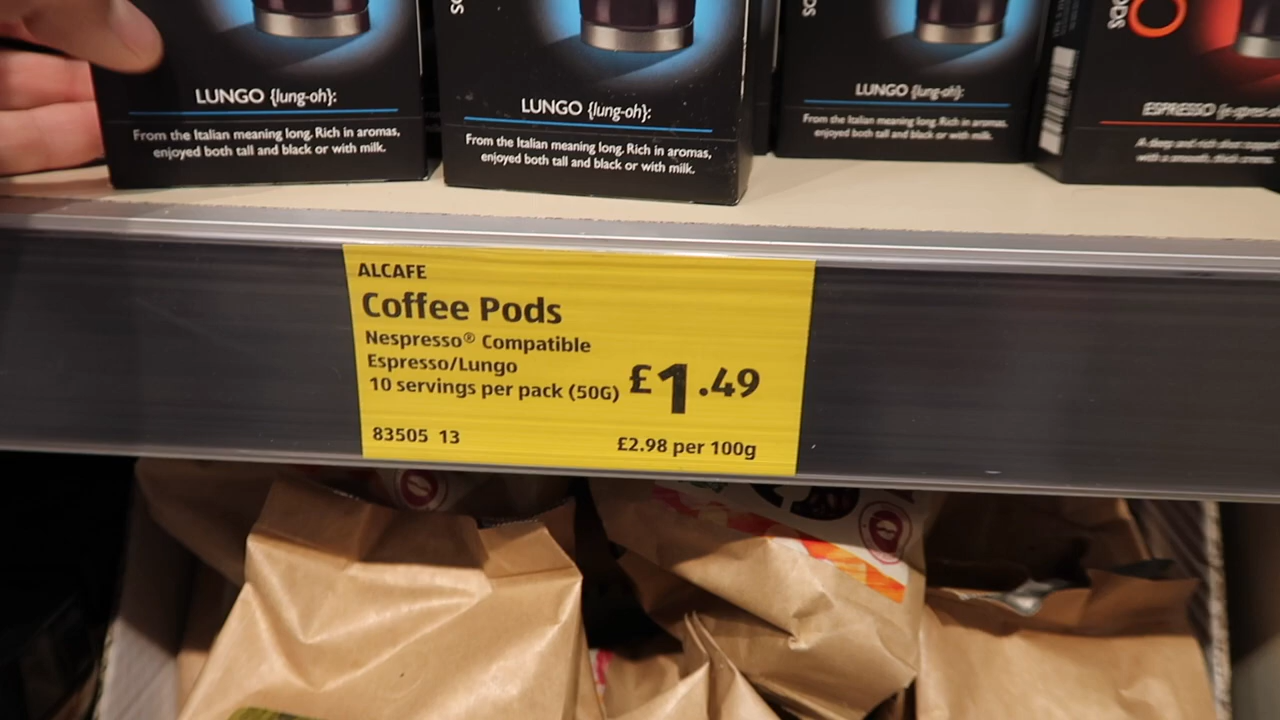 LUNGO {lung-oh}:
From the Italian meaning long. Rich in aromas,
enjoyed both tall and black or with milk.
LUNGO {lung-oh}:
From the Italian meaning long. Rich in aromas,
enjoyed both tall and black or with milk.
LUNGO {lung-oh}:
From the Italian meaning long. Rich in aromas,
enjoyed both tall and black or with milk.
ESPRESSO
ALCAFE
Coffee Pods
Nespresso® Compatible
Espresso/Lungo
10 servings per pack (50G)
£1.49
83505 13
£2.98 per 100g